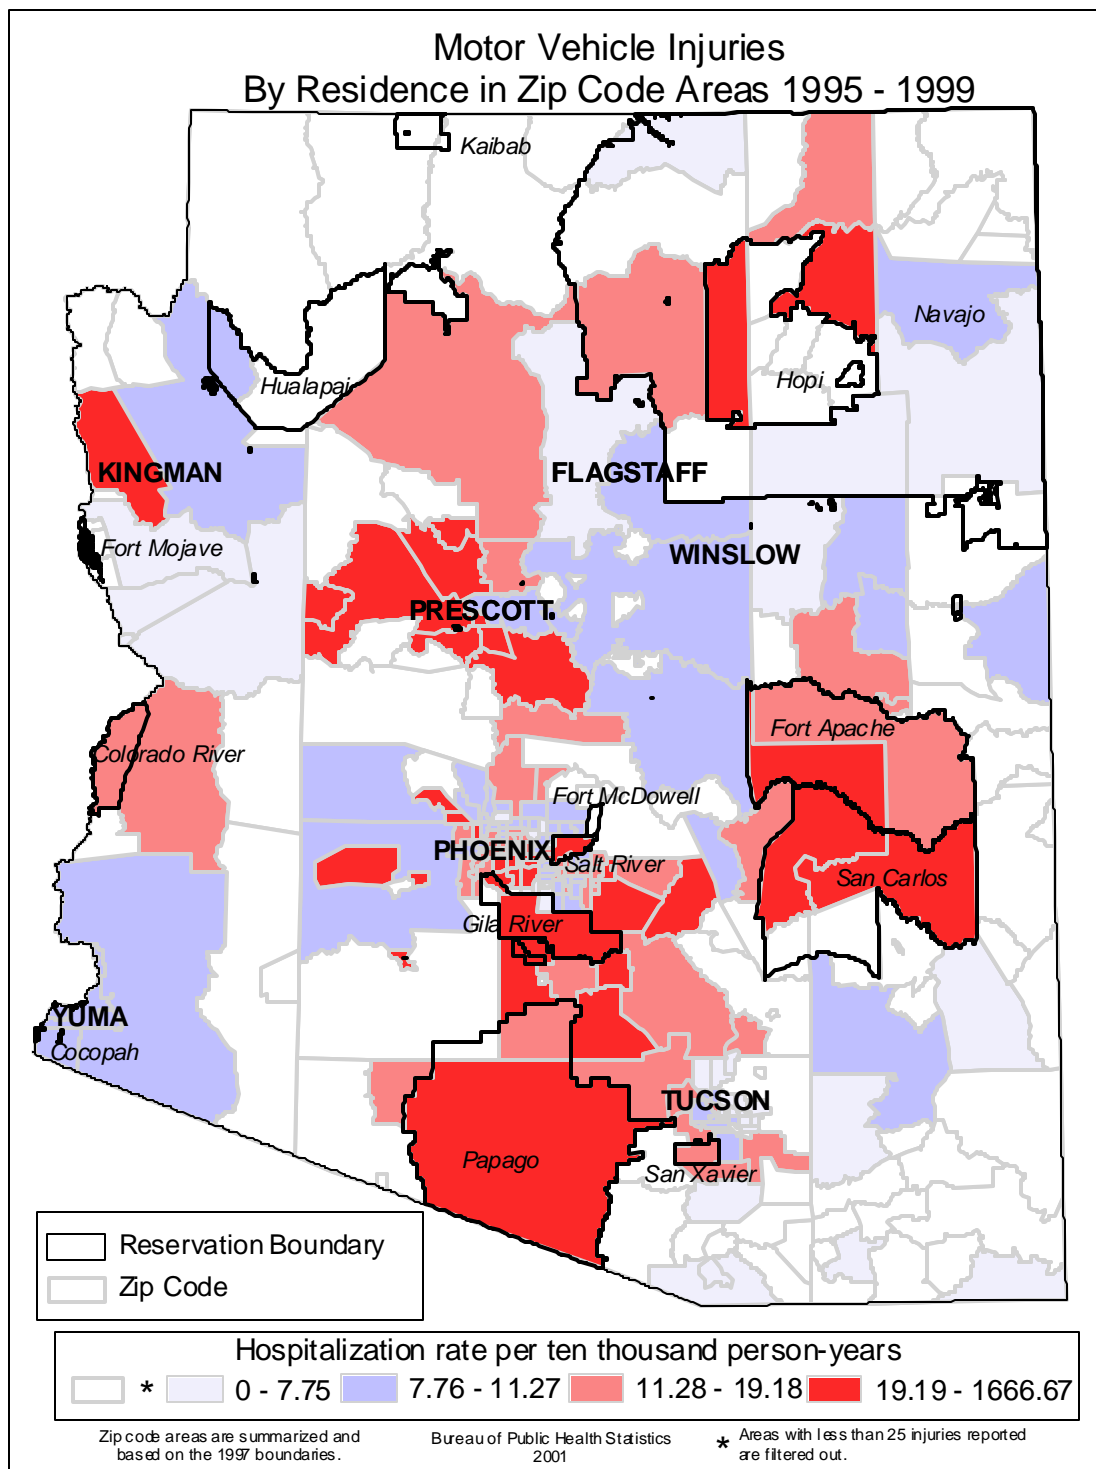 Motor Vehicle Injuries
By Residence in Zip Code Areas 1995 - 1999
Kaibab
Navajo
Hualapai
Hopi
KINGMAN
FLAGSTAFF
Fort Mojave
WINSLOW
PRESCOTT
Colorado River
Fort Apache
Fort McDowell
PHOENIX
Salt River
San Carlos
Gila River
YUMA
Cocopah
TUCSON
Papago
San Xavier
Reservation Boundary
Zip Code
Hospitalization rate per ten thousand person-years
* 0 - 7.75 7.76 - 11.27 11.28 - 19.18 19.19 - 1666.67
Zip code areas are summarized and
based on the 1997 boundaries.
Bureau of Public Health Statistics
2001
* Areas with less than 25 injuries reported
are filtered out.